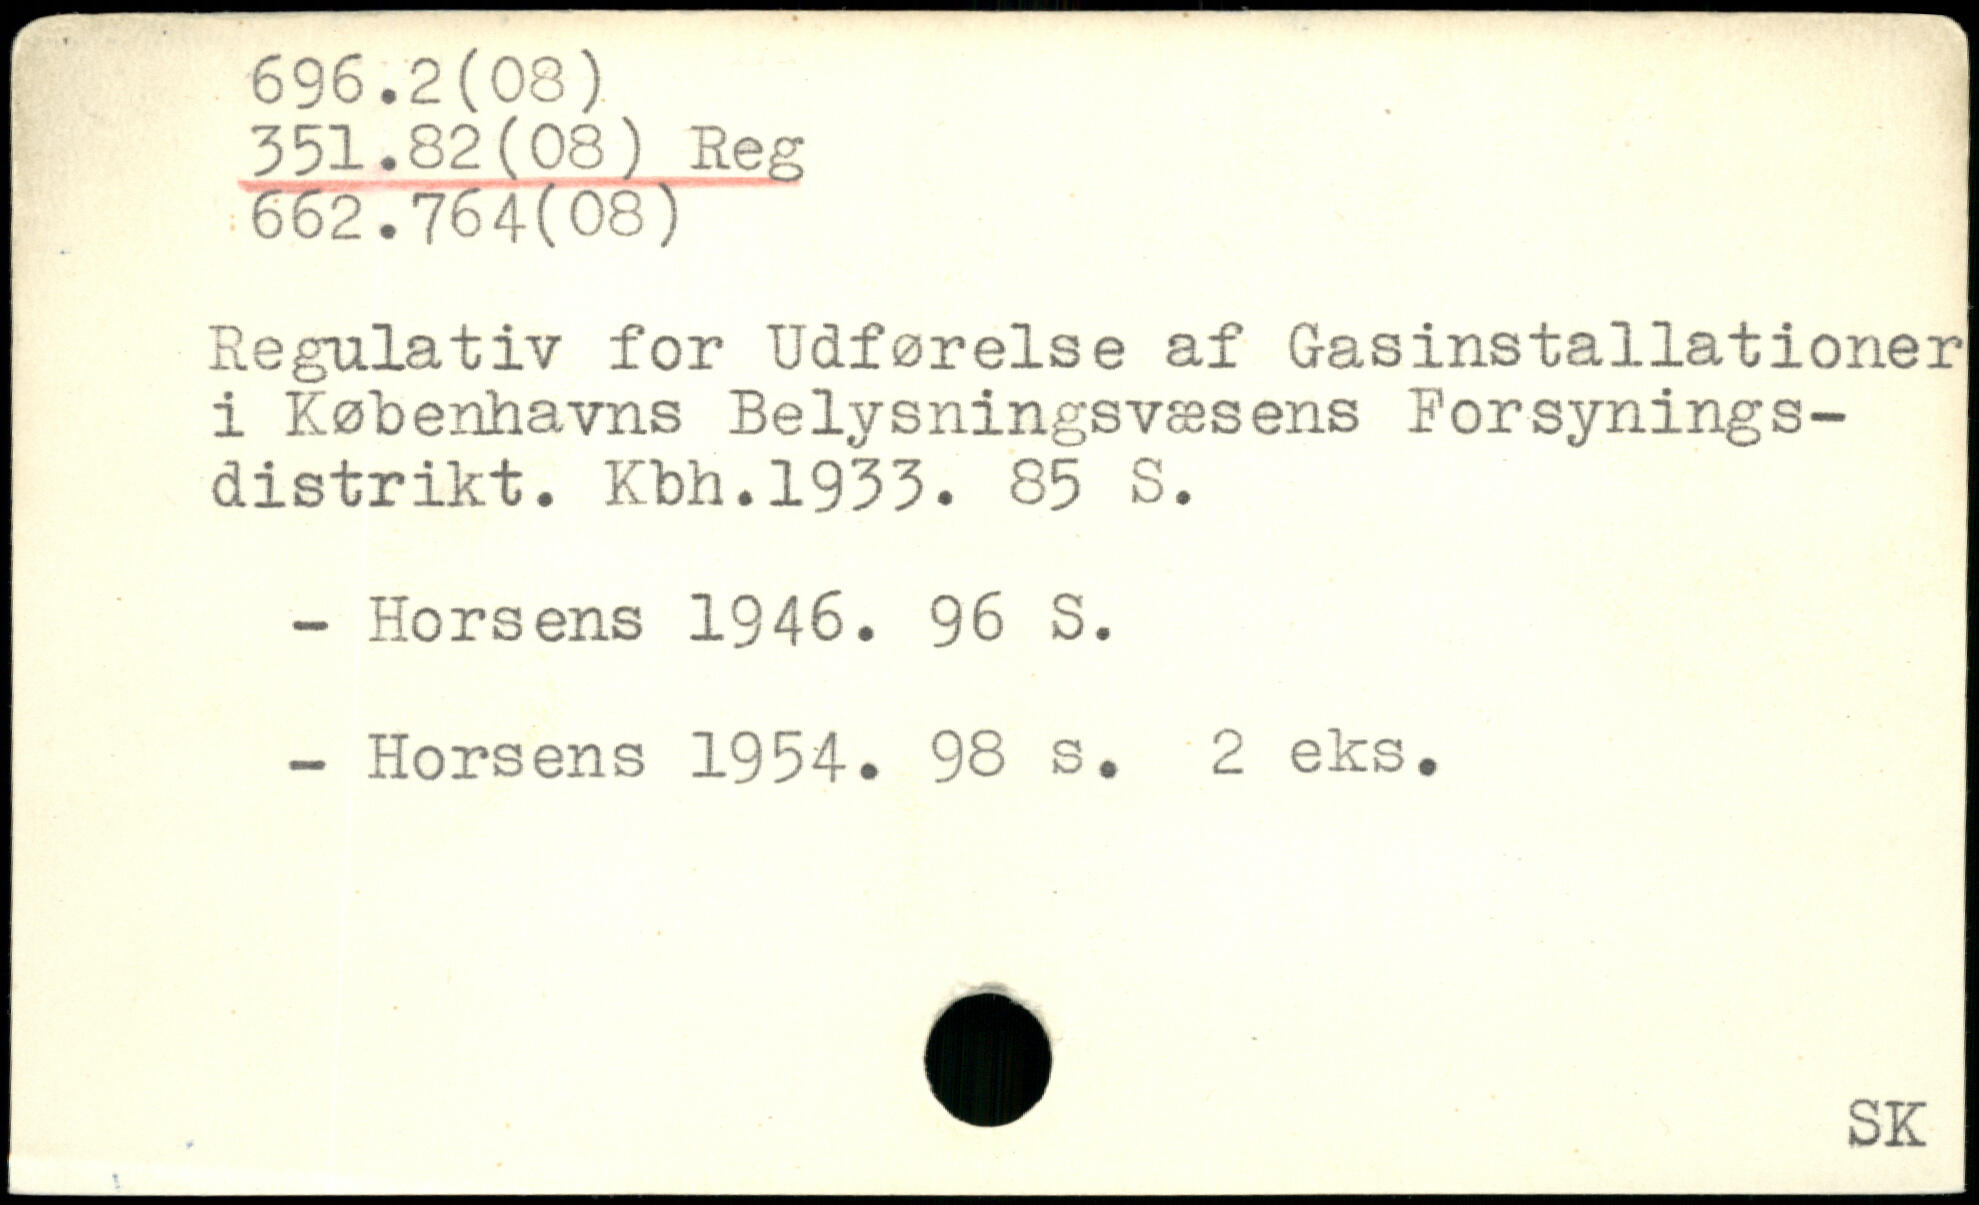 696.2(08)
351.82(08) Reg
662.764(08)
Regulativ for Udførelse af Gasinstallationer
i Københavns Belysningsvæsens Forsynings-
distrikt. Kbh.1933. 85 S.
- Horsens 1946. 96 S.
- Horsens 1954. 98 s. 2 eks.
SK